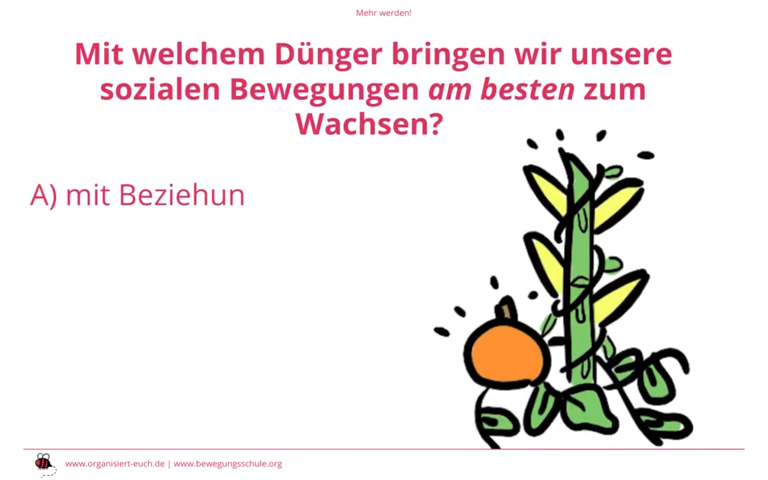 Mehr werden!
Mit welchem Dünger bringen wir unsere
sozialen Bewegungen am besten zum
Wachsen?
A) mit Beziehun
www.organisiert-euch.de | www.bewegungsschule.org